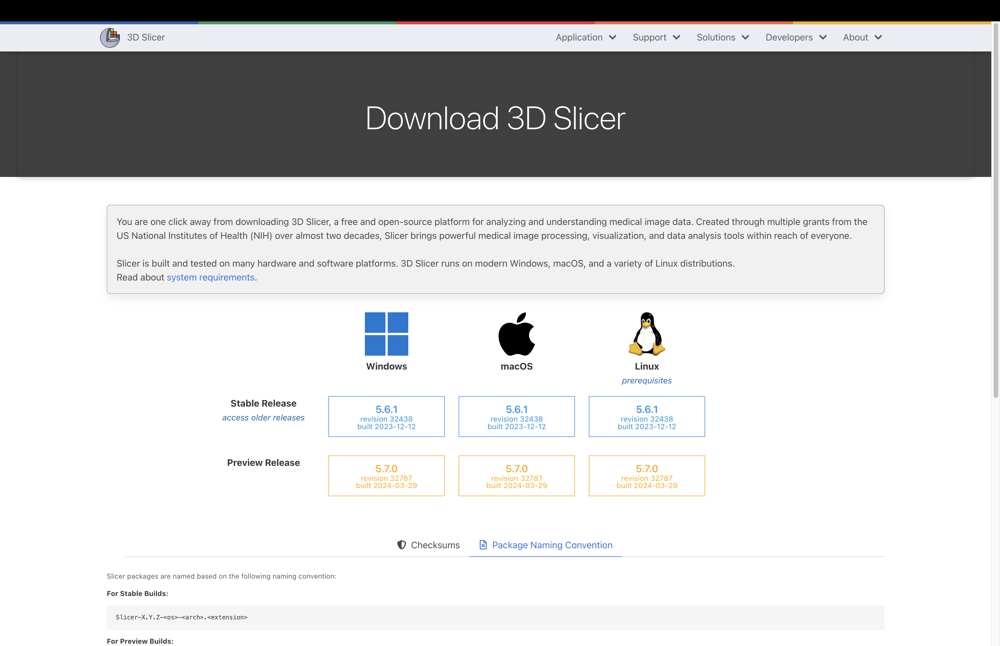 3D Slicer
Application
Support
Solutions
Developers
About
Download 3D Slicer
You are one click away from downloading 3D Slicer, a free and open-source platform for analyzing and understanding medical image data. Created through multiple grants from the
US National Institutes of Health (NIH) over almost two decades, Slicer brings powerful medical image processing, visualization, and data analysis tools within reach of everyone.
Slicer is built and tested on many hardware and software platforms. 3D Slicer runs on modern Windows, macOS, and a variety of Linux distributions.
Read about system requirements.
Windows
macOS
Linux
prerequisites
Stable Release
access older releases
5.6.1
revision 32438
built 2023-12-12
5.6.1
revision 32438
built 2023-12-12
5.6.1
revision 32438
built 2023-12-12
Preview Release
5.7.0
revision 32787
built 2024-03-29
5.7.0
revision 32787
built 2024-03-29
5.7.0
revision 32787
built 2024-03-29
Checksums
Package Naming Convention
Slicer packages are named based on the following naming convention:
For Stable Builds:
Slicer-X.Y.Z-<os>-<arch>.<extension>
For Preview Builds: